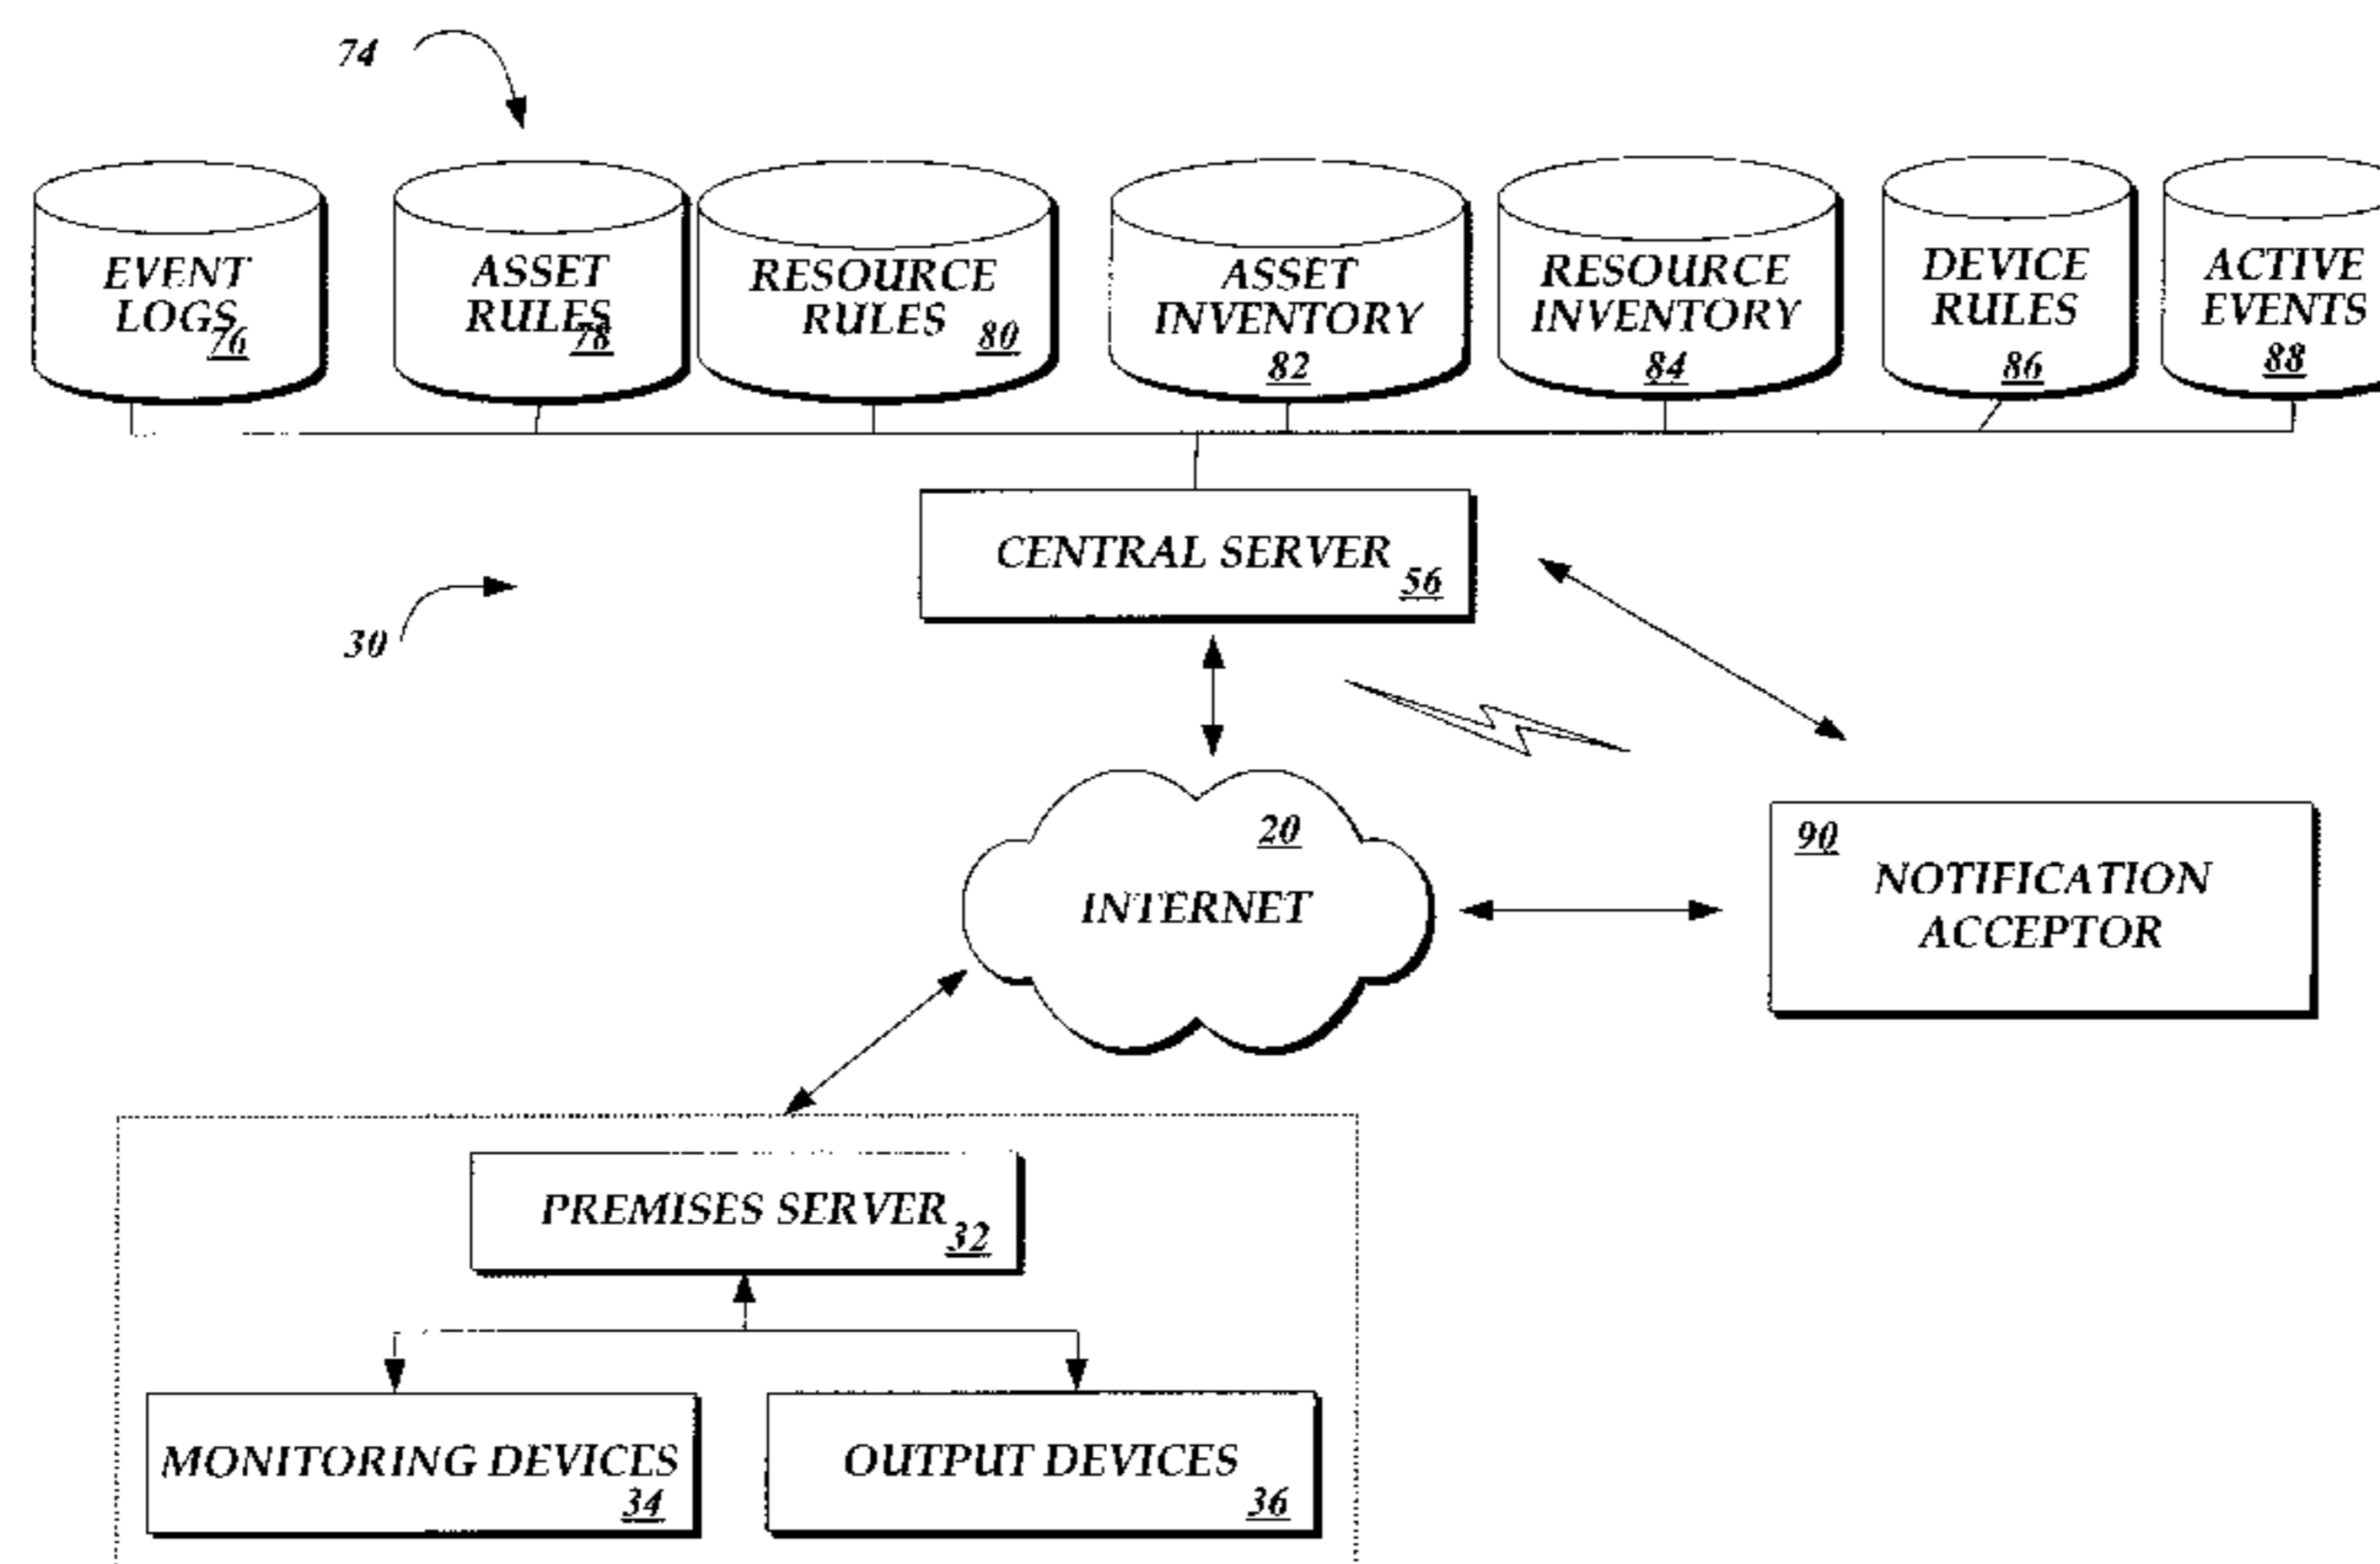 74
EVENT
LOGS
76
ASSET
RULES
78
RESOURCE
RULES
80
ASSET
INVENTORY
82
RESOURCE
INVENTORY
84
DEVICE
RULES
86
ACTIVE
EVENTS
88
CENTRAL SERVER
56
30
20
INTERNET
90
NOTIFICATION
ACCEPTOR
PREMISES SERVER
32
MONITORING DEVICES
34
OUTPUT DEVICES
36